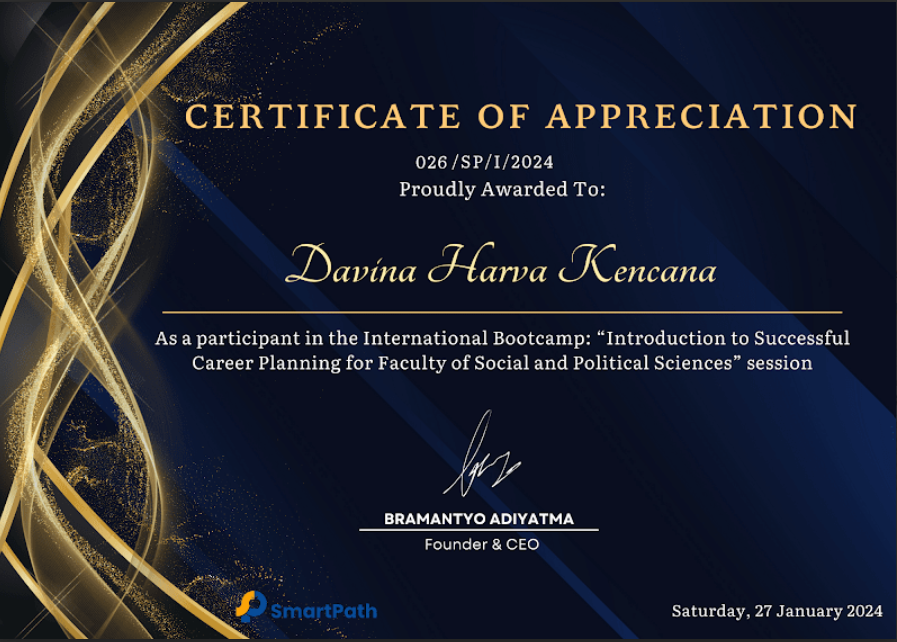 CERTIFICATE OF APPRECIATION
026/SP/I/2024
Proudly Awarded To:
Davina Harva Kencana
As a participant in the International Bootcamp: “Introduction to Successful
Career Planning for Faculty of Social and Political Sciences” session
BRAMANTYO ADIYATMA
Founder & CEO
SmartPath
Saturday, 27 January 2024